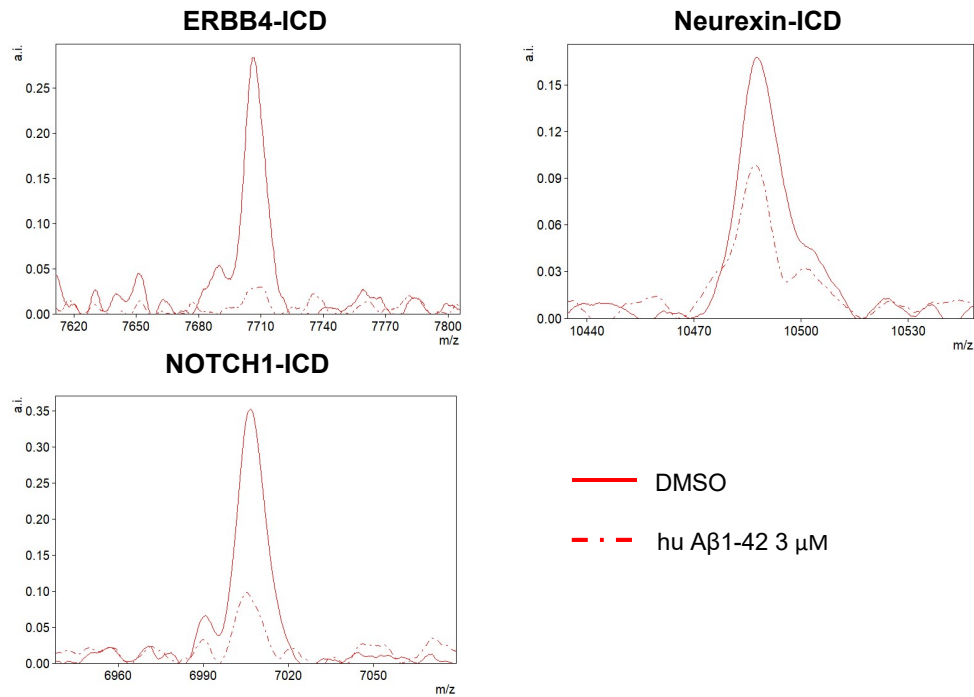 ERBB4-ICD
a.i.
0.25
0.20
0.15
0.10
0.05
0.00
7620 7650 7680 7710 7740 7770 7800
m/z
Neurexin-ICD
a.i.
0.15
0.12
0.09
0.06
0.03
0.00
10440 10470 10500 10530
m/z
NOTCH1-ICD
a.i.
0.35
0.30
0.25
0.20
0.15
0.10
0.05
0.00
6960 6990 7020 7050
m/z
DMSO
hu Aβ1-42 3 μM